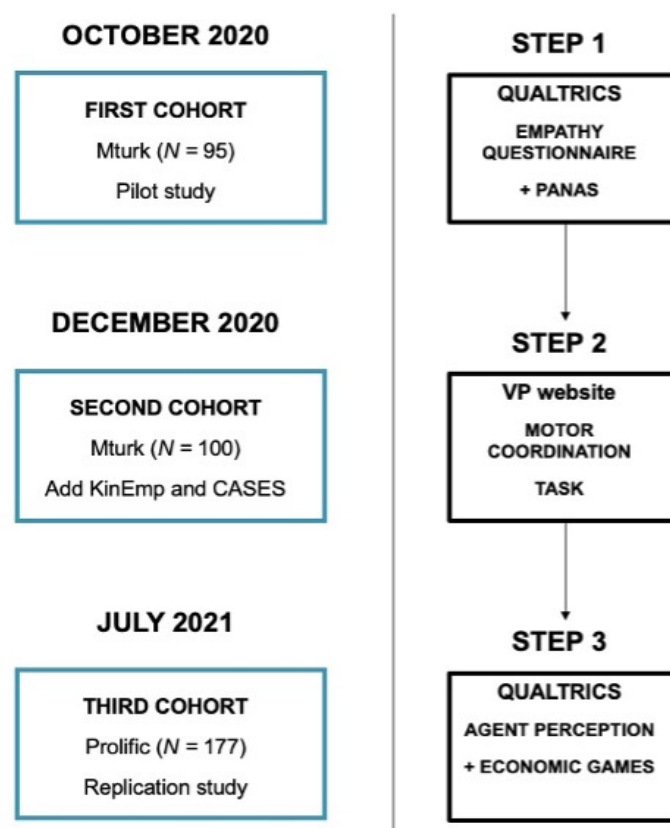 OCTOBER 2020
FIRST COHORT
Mturk (N = 95)
Pilot study
DECEMBER 2020
SECOND COHORT
Mturk (N = 100)
Add KinEmp and CASES
JULY 2021
THIRD COHORT
Prolific (N = 177)
Replication study
STEP 1
QUALTRICS
EMPATHY
QUESTIONNAIRE
+ PANAS
STEP 2
VP website
MOTOR
COORDINATION
TASK
STEP 3
QUALTRICS
AGENT PERCEPTION
+ ECONOMIC GAMES